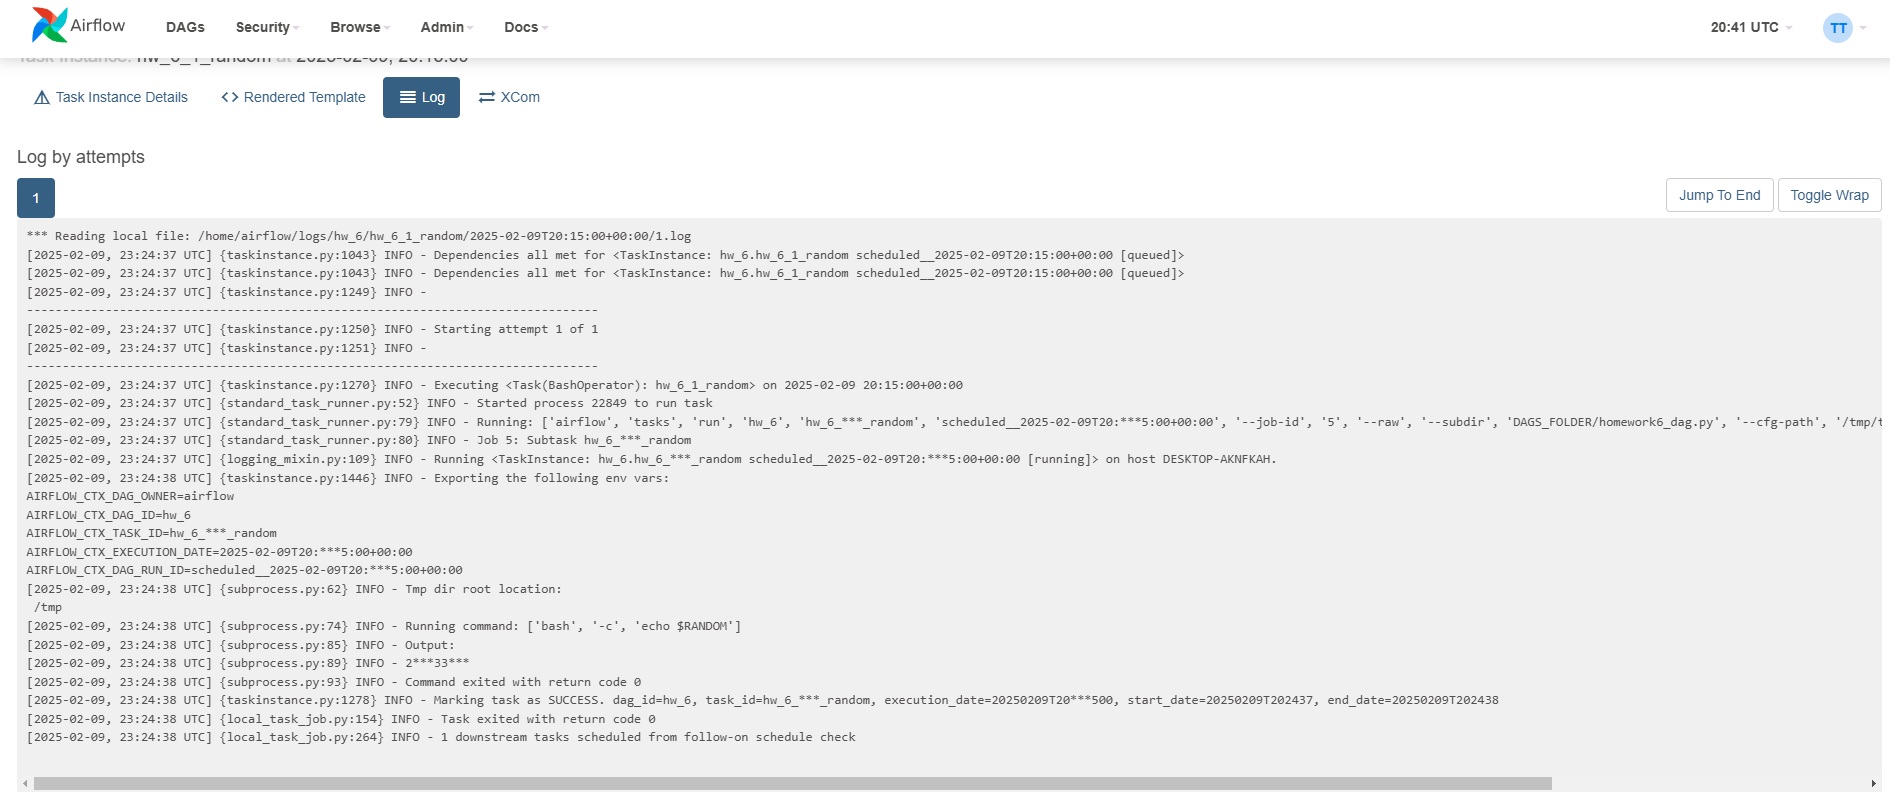 Airflow DAGs Security Browse Admin Docs 20:41 UTC TT
Task Instance: hw_6_1_random at 2025-02-09, 20:15:00
Task Instance Details <> Rendered Template Log XCom
Log by attempts
1 Jump To End Toggle Wrap
*** Reading local file: /home/airflow/logs/hw_6/hw_6_1_random/2025-02-09T20:15:00+00:00/1.log
[2025-02-09, 23:24:37 UTC] {taskinstance.py:1043} INFO - Dependencies all met for <TaskInstance: hw_6.hw_6_1_random scheduled__2025-02-09T20:15:00+00:00 [queued]>
[2025-02-09, 23:24:37 UTC] {taskinstance.py:1043} INFO - Dependencies all met for <TaskInstance: hw_6.hw_6_1_random scheduled__2025-02-09T20:15:00+00:00 [queued]>
[2025-02-09, 23:24:37 UTC] {taskinstance.py:1249} INFO -
--------------------------------------------------------------------------------
[2025-02-09, 23:24:37 UTC] {taskinstance.py:1250} INFO - Starting attempt 1 of 1
[2025-02-09, 23:24:37 UTC] {taskinstance.py:1251} INFO -
--------------------------------------------------------------------------------
[2025-02-09, 23:24:37 UTC] {taskinstance.py:1270} INFO - Executing <Task(BashOperator): hw_6_1_random> on 2025-02-09 20:15:00+00:00
[2025-02-09, 23:24:37 UTC] {standard_task_runner.py:52} INFO - Started process 22849 to run task
[2025-02-09, 23:24:37 UTC] {standard_task_runner.py:79} INFO - Running: ['airflow', 'tasks', 'run', 'hw_6', 'hw_6_***_random', 'scheduled__2025-02-09T20:***5:00+00:00', '--job-id', '5', '--raw', '--subdir', 'DAGS_FOLDER/homework6_dag.py', '--cfg-path', '/tmp/t
[2025-02-09, 23:24:37 UTC] {standard_task_runner.py:80} INFO - Job 5: Subtask hw_6_***_random
[2025-02-09, 23:24:37 UTC] {logging_mixin.py:109} INFO - Running <TaskInstance: hw_6.hw_6_***_random scheduled__2025-02-09T20:***5:00+00:00 [running]> on host DESKTOP-AKNFKAH.
[2025-02-09, 23:24:38 UTC] {taskinstance.py:1446} INFO - Exporting the following env vars:
AIRFLOW_CTX_DAG_OWNER=airflow
AIRFLOW_CTX_DAG_ID=hw_6
AIRFLOW_CTX_TASK_ID=hw_6_***_random
AIRFLOW_CTX_EXECUTION_DATE=2025-02-09T20:***5:00+00:00
AIRFLOW_CTX_DAG_RUN_ID=scheduled__2025-02-09T20:***5:00+00:00
[2025-02-09, 23:24:38 UTC] {subprocess.py:62} INFO - Tmp dir root location:
/tmp
[2025-02-09, 23:24:38 UTC] {subprocess.py:74} INFO - Running command: ['bash', '-c', 'echo $RANDOM']
[2025-02-09, 23:24:38 UTC] {subprocess.py:85} INFO - Output:
[2025-02-09, 23:24:38 UTC] {subprocess.py:89} INFO - 2***33***
[2025-02-09, 23:24:38 UTC] {subprocess.py:93} INFO - Command exited with return code 0
[2025-02-09, 23:24:38 UTC] {taskinstance.py:1278} INFO - Marking task as SUCCESS. dag_id=hw_6, task_id=hw_6_***_random, execution_date=20250209T20***500, start_date=20250209T202437, end_date=20250209T202438
[2025-02-09, 23:24:38 UTC] {local_task_job.py:154} INFO - Task exited with return code 0
[2025-02-09, 23:24:38 UTC] {local_task_job.py:264} INFO - 1 downstream tasks scheduled from follow-on schedule check